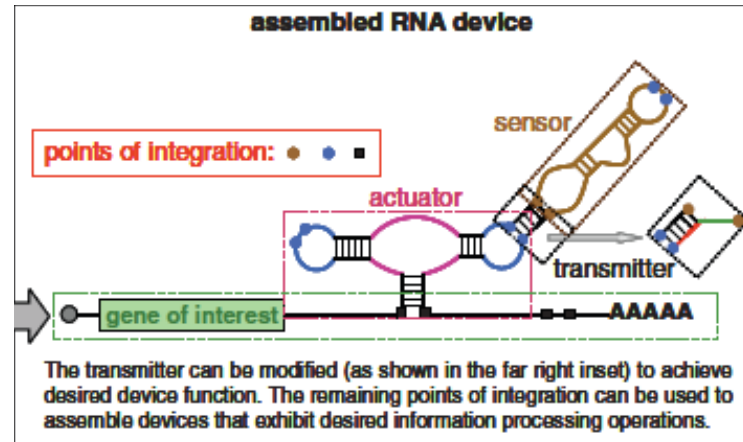 assembled RNA device
sensor
points of integration:
actuator
transmitter
gene of interest
AAAAA
The transmitter can be modified (as shown in the far right inset) to achieve
desired device function. The remaining points of integration can be used to
assemble devices that exhibit desired information processing operations.